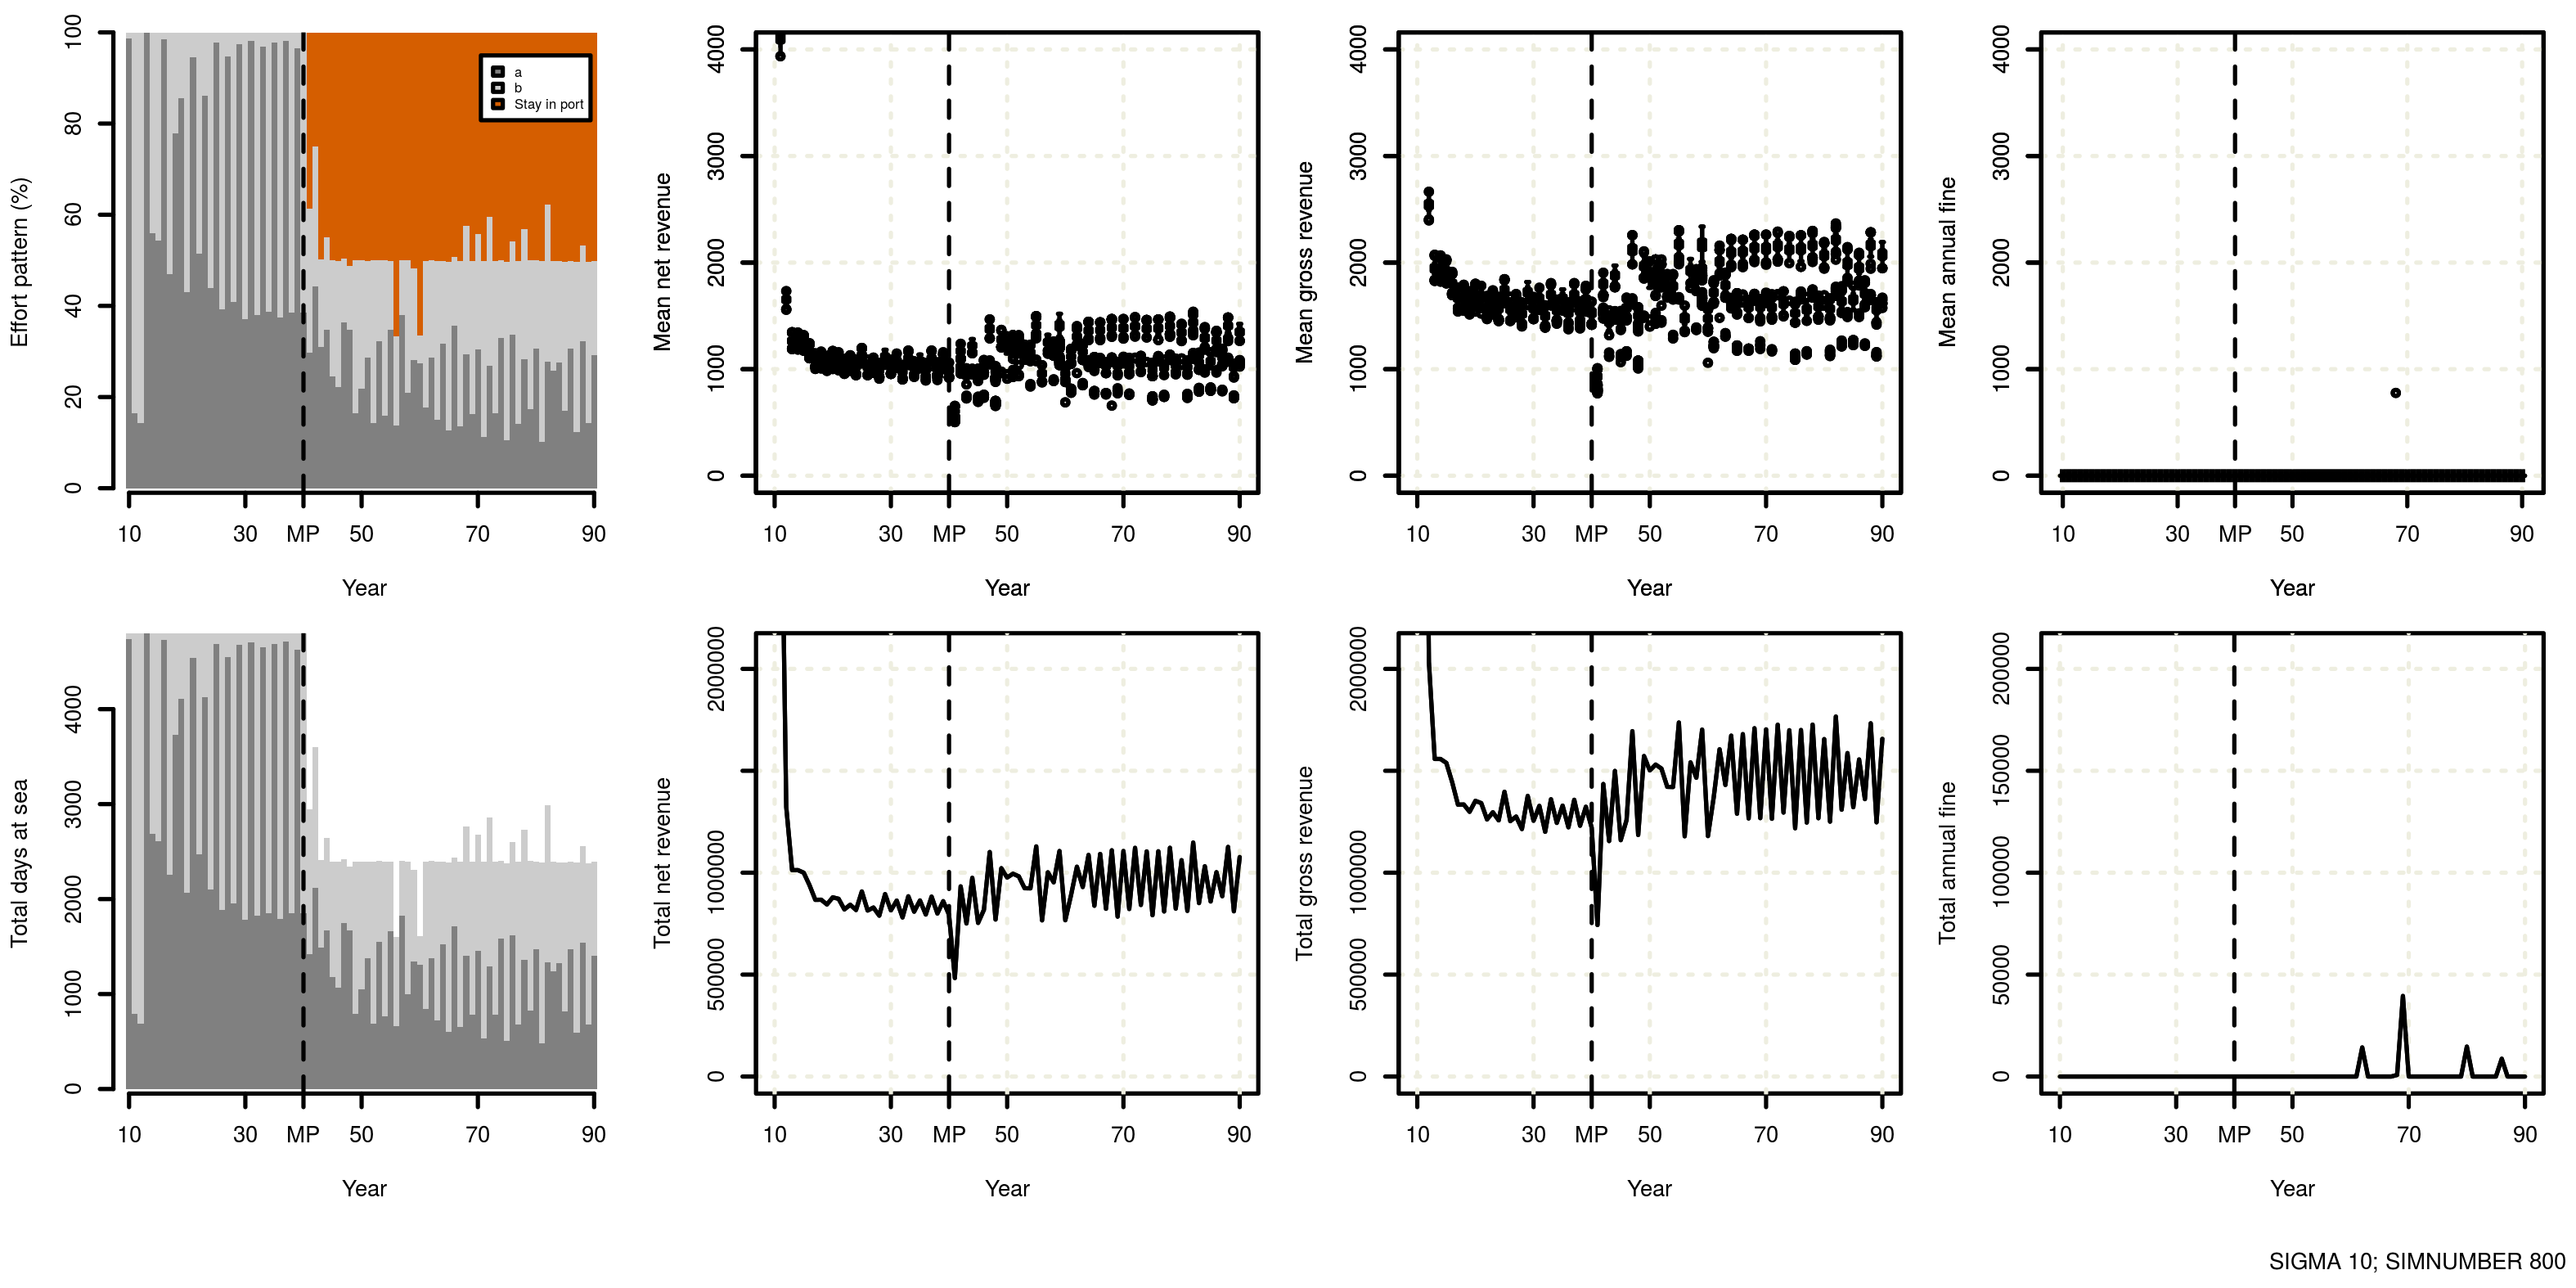 Effort pattern (%)
0
20
40
60
80
100
a
b
Stay in port
10
30
MP
50
70
90
Year
Mean net revenue
0
1000
2000
3000
4000
10
30
MP
50
70
90
Year
Mean gross revenue
0
1000
2000
3000
4000
10
30
MP
50
70
90
Year
Mean annual fine
0
1000
2000
3000
4000
10
30
MP
50
70
90
Year
Total days at sea
0
1000
2000
3000
4000
10
30
MP
50
70
90
Year
Total net revenue
0
500000
1000000
2000000
10
30
MP
50
70
90
Year
Total gross revenue
0
500000
1000000
2000000
10
30
MP
50
70
90
Year
Total annual fine
0
50000
100000
150000
200000
10
30
MP
50
70
90
Year
SIGMA 10; SIMNUMBER 800